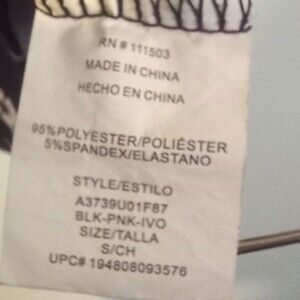 RN # 111503
MADE IN CHINA
HECHO EN CHINA
95%POLYESTER/POLIÉSTER
5%SPANDEX/ELASTANO
STYLE/ESTILO
A3739U01F87
BLK-PNK-IVO
SIZE/TALLA
S/CH
UPC# 194808093576